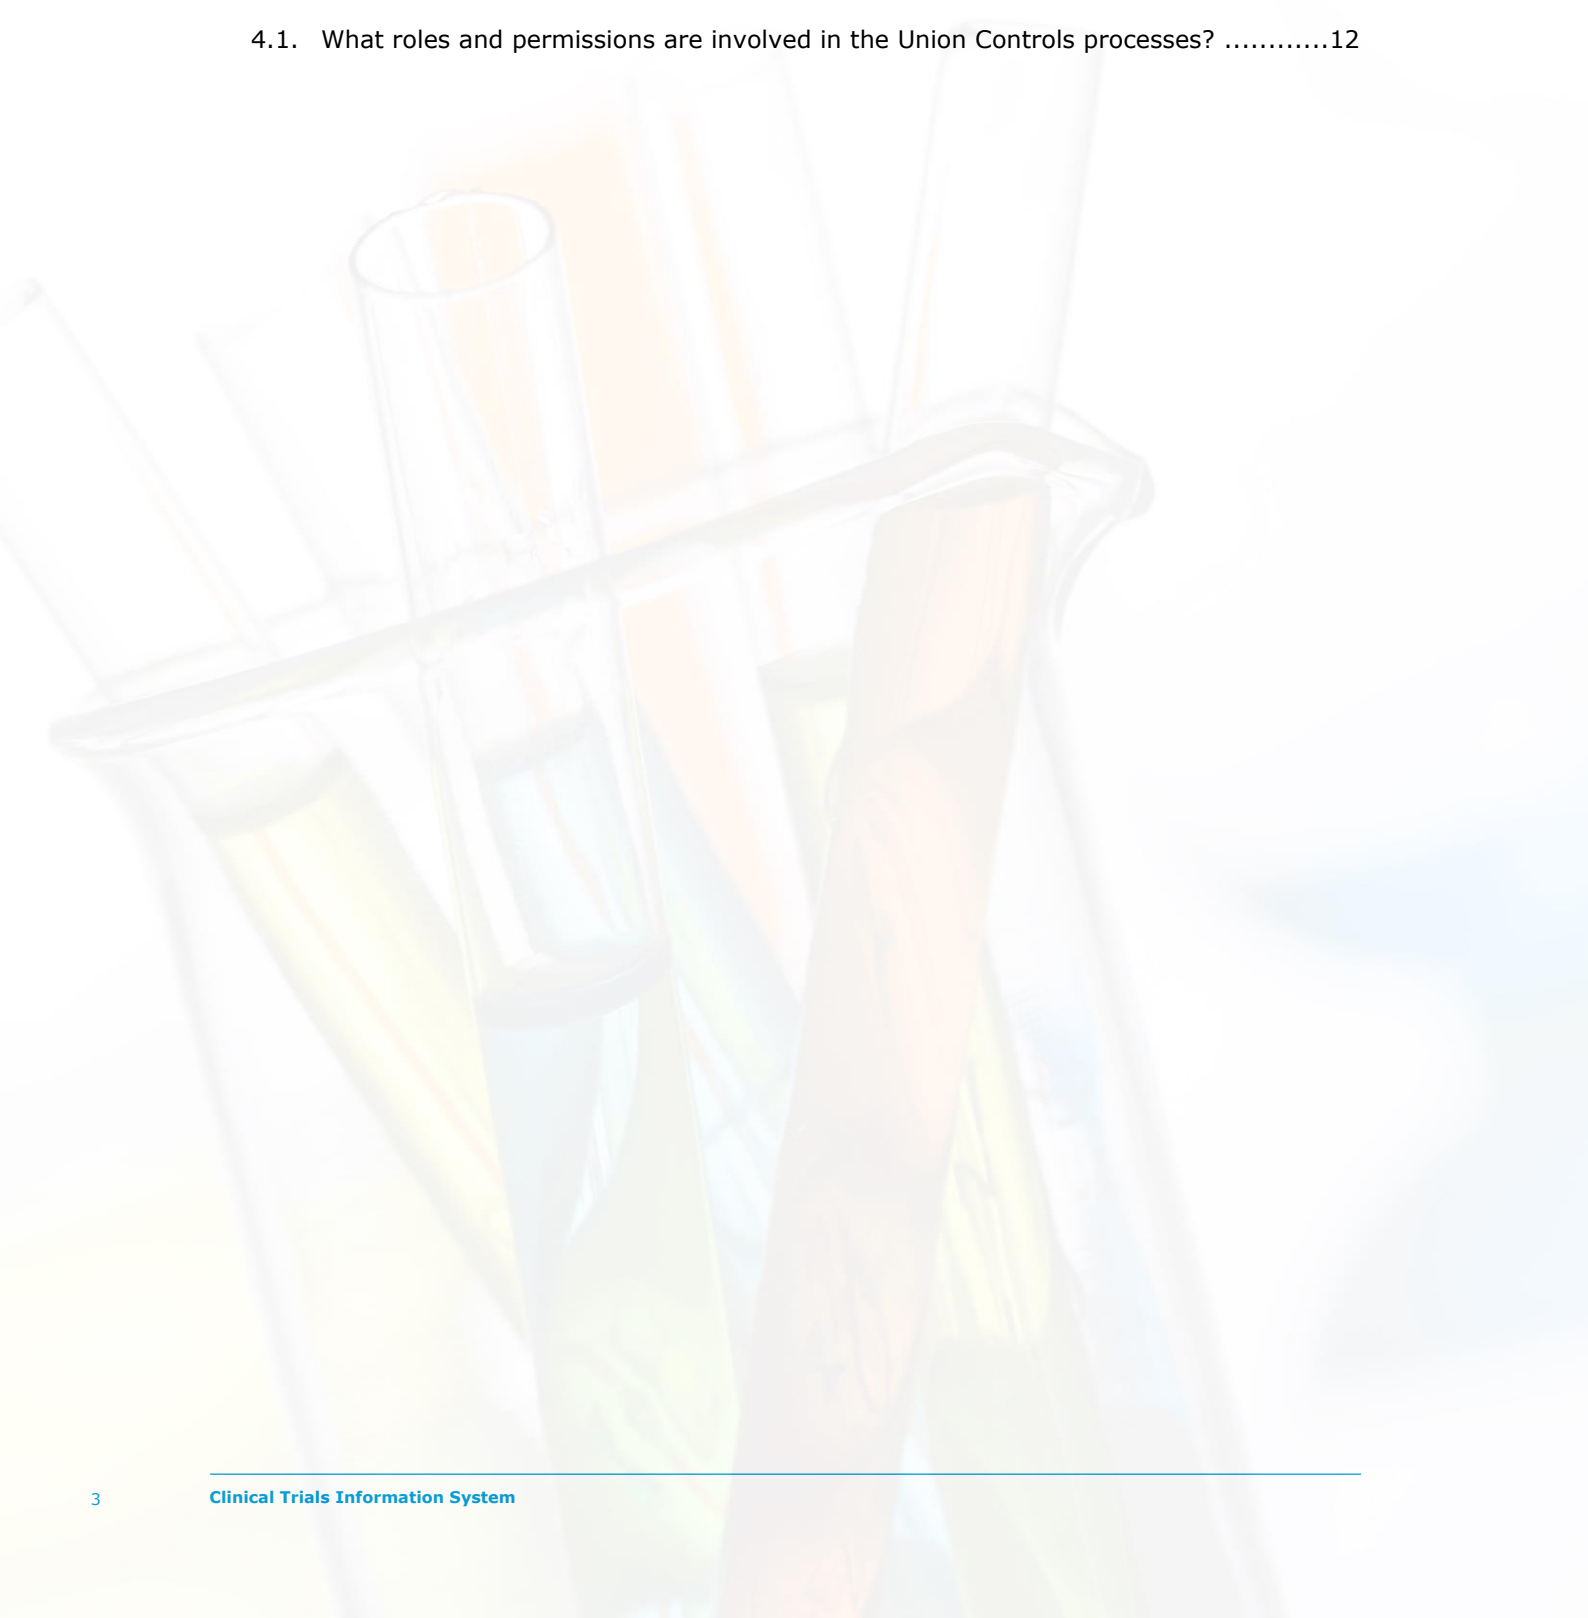 4.1. What roles and permissions are involved in the Union Controls processes? ............12
3 Clinical Trials Information System